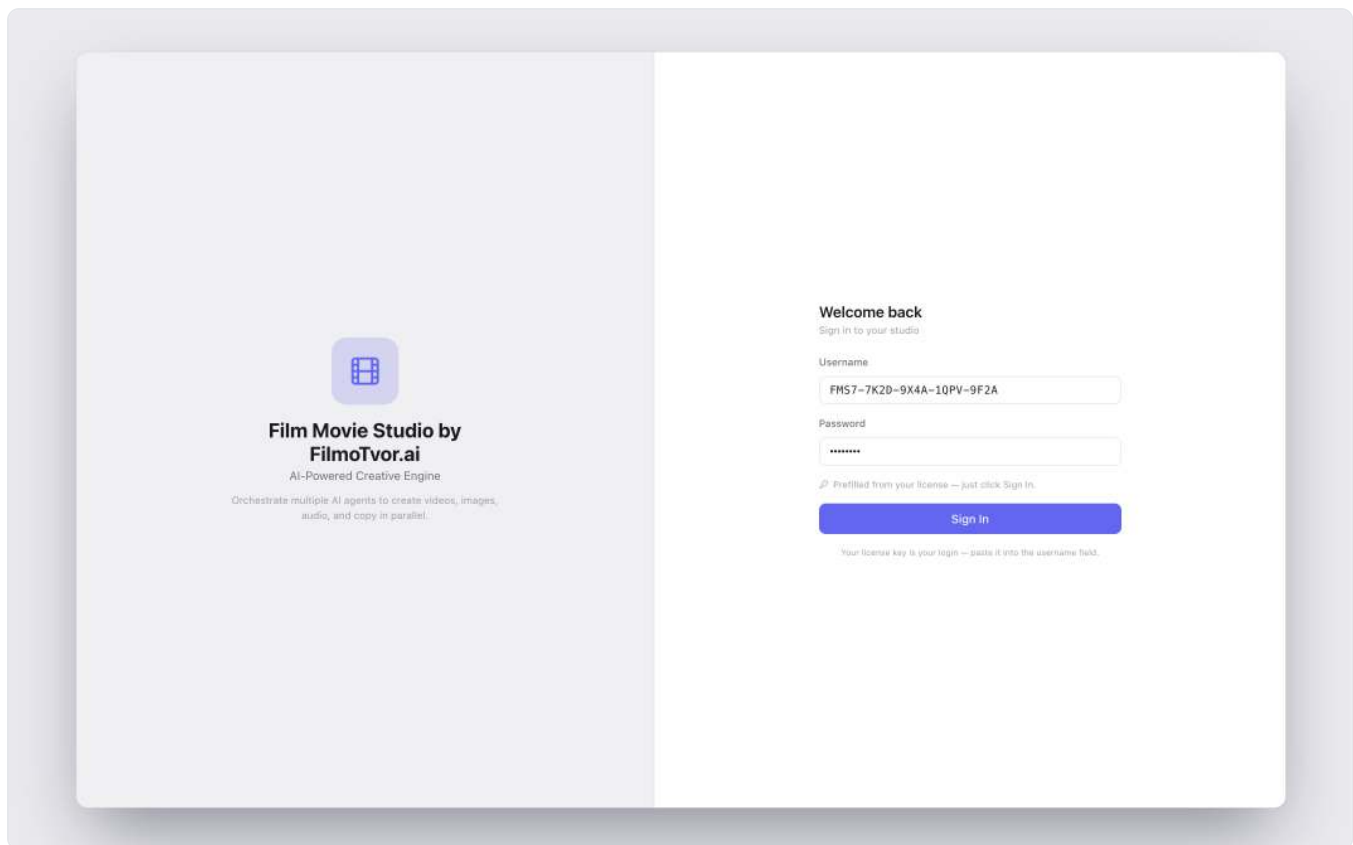 Film Movie Studio by
FilmoTvor.ai
AI-Powered Creative Engine
Orchestrate multiple AI agents to create videos, images,
audio, and copy in parallel.
Welcome back
Sign in to your studio
Username
FMS7-7K2D-9X4A-1QPV-9F2A
Password
••••••••
Prefilled from your license — just click Sign In.
Sign In
Your license key is your login — paste it into the username field.